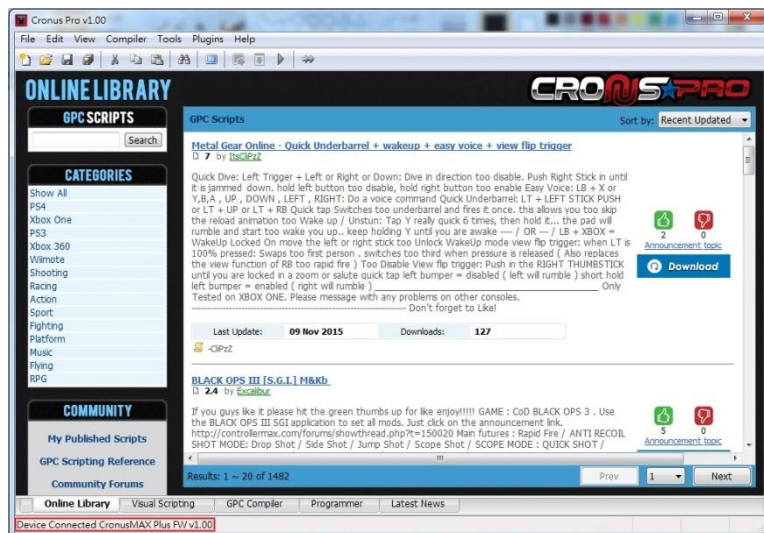 Cronus Pro v1.00
File Edit View Compiler Tools Plugins Help
ONLINE LIBRARY
CRONUS PRO
GPC SCRIPTS
Search
CATEGORIES
Show All
PS4
Xbox One
PS3
Xbox 360
Wiimote
Shooting
Racing
Action
Sport
Fighting
Platform
Music
Flying
RPG
COMMUNITY
My Published Scripts
GPC Scripting Reference
Community Forums
GPC Scripts
Sort by: Recent Updated
Metal Gear Online - Quick Underbarrel + wakeup + easy voice + view flip trigger
7 by ItsCliPzZ
Quick Dive: Left Trigger + Left or Right or Down: Dive in direction too disable. Push Right Stick in until
it is jammed down. hold left button too disable, hold right button too enable Easy Voice: LB + X or
Y,B,A , UP , DOWN , LEFT , RIGHT: Do a voice command Quick Underbarrel: LT + LEFT STICK PUSH
or LT + UP or LT + RB Quick tap Switches too underbarrel and fires it once. this allows you too skip
the reload animation too Wake up / Unstun: Tap Y really quick 6 times, then hold it... the pad will
rumble and start too wake you up.. keep holding Y until you are awake ---- / OR --- / LB + XBOX =
WakeUp Locked On move the left or right stick too Unlock WakeUp mode view flip trigger: when LT is
100% pressed: Swaps too first person . switches too third when pressure is released ( Also replaces
the view function of RB too rapid fire ) Too Disable View flip trigger: Push in the RIGHT THUMBSTICK
until you are locked in a zoom or salute quick tap left bumper = disabled ( left will rumble ) short hold
left bumper = enabled ( right will rumble ) Only
Tested on XBOX ONE. Please message with any problems on other consoles.
Don't forget to Like!
2 0
Announcement topic
Download
Last Update: 09 Nov 2015 Downloads: 127
-CliPzZ
BLACK OPS III [S.G.I.] M&Kb
2.4 by Excalibur
If you guys like it please hit the green thumbs up for like enjoy!!!!! GAME : CoD BLACK OPS 3 . Use
the BLACK OPS III SGI application to set all mods. Just click on the announcement link.
http://controllermax.com/forums/showthread.php?t=150020 Main futures : Rapid Fire / ANTI RECOIL
SHOT MODE: Drop Shot / Side Shot / Jump Shot / Scope Shot / SCOPE MODE : QUICK SHOT /
5 0
Announcement topic
Results: 1 ~ 20 of 1482
Prev 1 Next
Online Library Visual Scripting GPC Compiler Programmer Latest News
Device Connected CronusMAX Plus FW v1.00